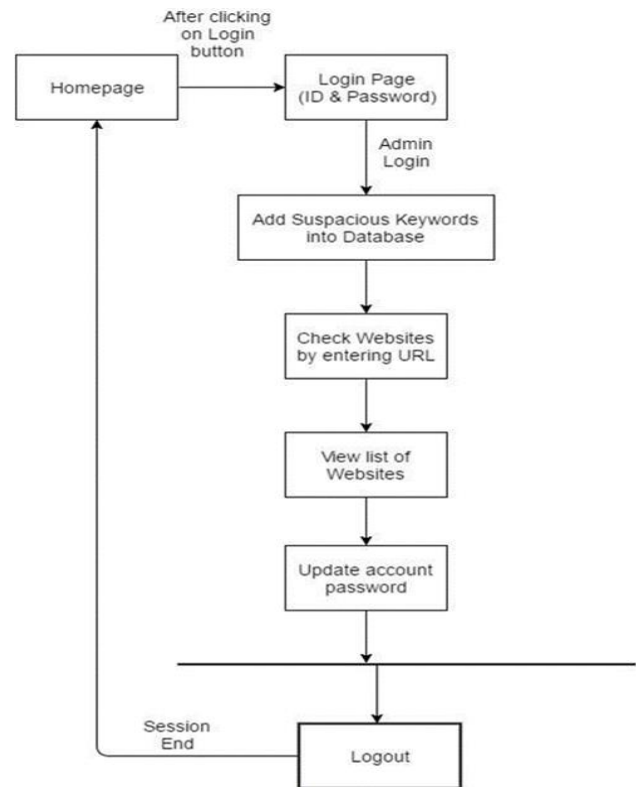 After clicking
on Login
button
Homepage
Login Page
(ID & Password)
Admin
Login
Add Suspacious Keywords
into Database
Check Websites
by entering URL
View list of
Websites
Update account
password
Session
End
Logout